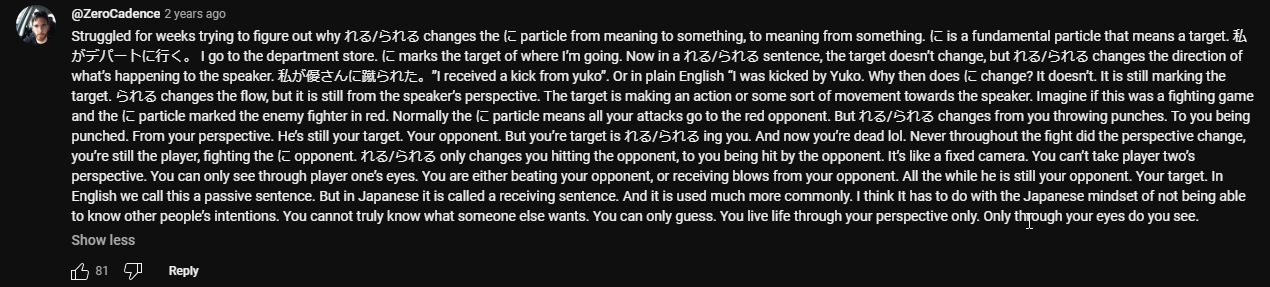 @ZeroCadence 2 years ago
Struggled for weeks trying to figure out why れる/られる changes the に particle from meaning to something, to meaning from something. に is a fundamental particle that means a target. 私
がデパートに行く。 I go to the department store. に marks the target of where I'm going. Now in a れる/られる sentence, the target doesn't change, but れる/られる changes the direction of
what's happening to the speaker. 私が優さんに蹴られた。"I received a kick from yuko". Or in plain English "I was kicked by Yuko. Why then does に change? It doesn't. It is still marking the
target. られる changes the flow, but it is still from the speaker's perspective. The target is making an action or some sort of movement towards the speaker. Imagine if this was a fighting game
and the に particle marked the enemy fighter in red. Normally the に particle means all your attacks go to the red opponent. But れる/られる changes from you throwing punches. To you being
punched. From your perspective. He's still your target. Your opponent. But you're target is れる/られる ing you. And now you're dead lol. Never throughout the fight did the perspective change,
you're still the player, fighting the に opponent. れる/られる only changes you hitting the opponent, to you being hit by the opponent. It's like a fixed camera. You can't take player two's
perspective. You can only see through player one's eyes. You are either beating your opponent, or receiving blows from your opponent. All the while he is still your opponent. Your target. In
English we call this a passive sentence. But in Japanese it is called a receiving sentence. And it is used much more commonly. I think It has to do with the Japanese mindset of not being able
to know other people's intentions. You cannot truly know what someone else wants. You can only guess. You live life through your perspective only. Only through your eyes do you see.
Show less
81 Reply